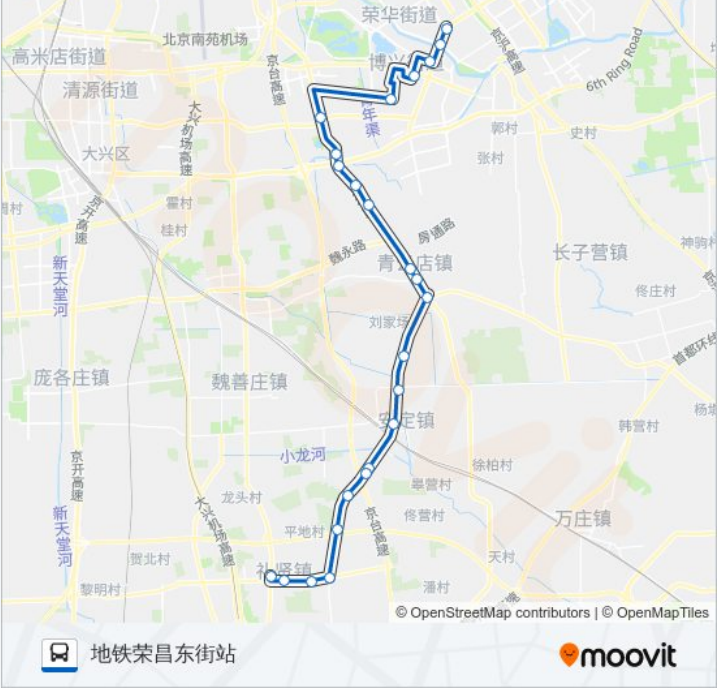 荣华街道
北京南苑机场
高米店街道
京台高速
京沪高速
6th Ring Road
清源街道
大兴机场高速
郭村
史村
大兴区
张村
霍村
京开高速
桂村
魏永路
房通路
神驹村
长子营镇
新天堂河
佟庄村
刘家场
首都环线
庞各庄镇
魏善庄镇
安定镇
韩营村
小龙河
京开高速
徐柏村
皋营村
龙头村
大兴机场高速
佟营村
万庄镇
新天堂河
平地村
京台高速
贺北村
天村
礼贤镇
黎明村
潘村
© OpenStreetMap contributors | © OpenMapTiles
地铁荣昌东街站
moovit